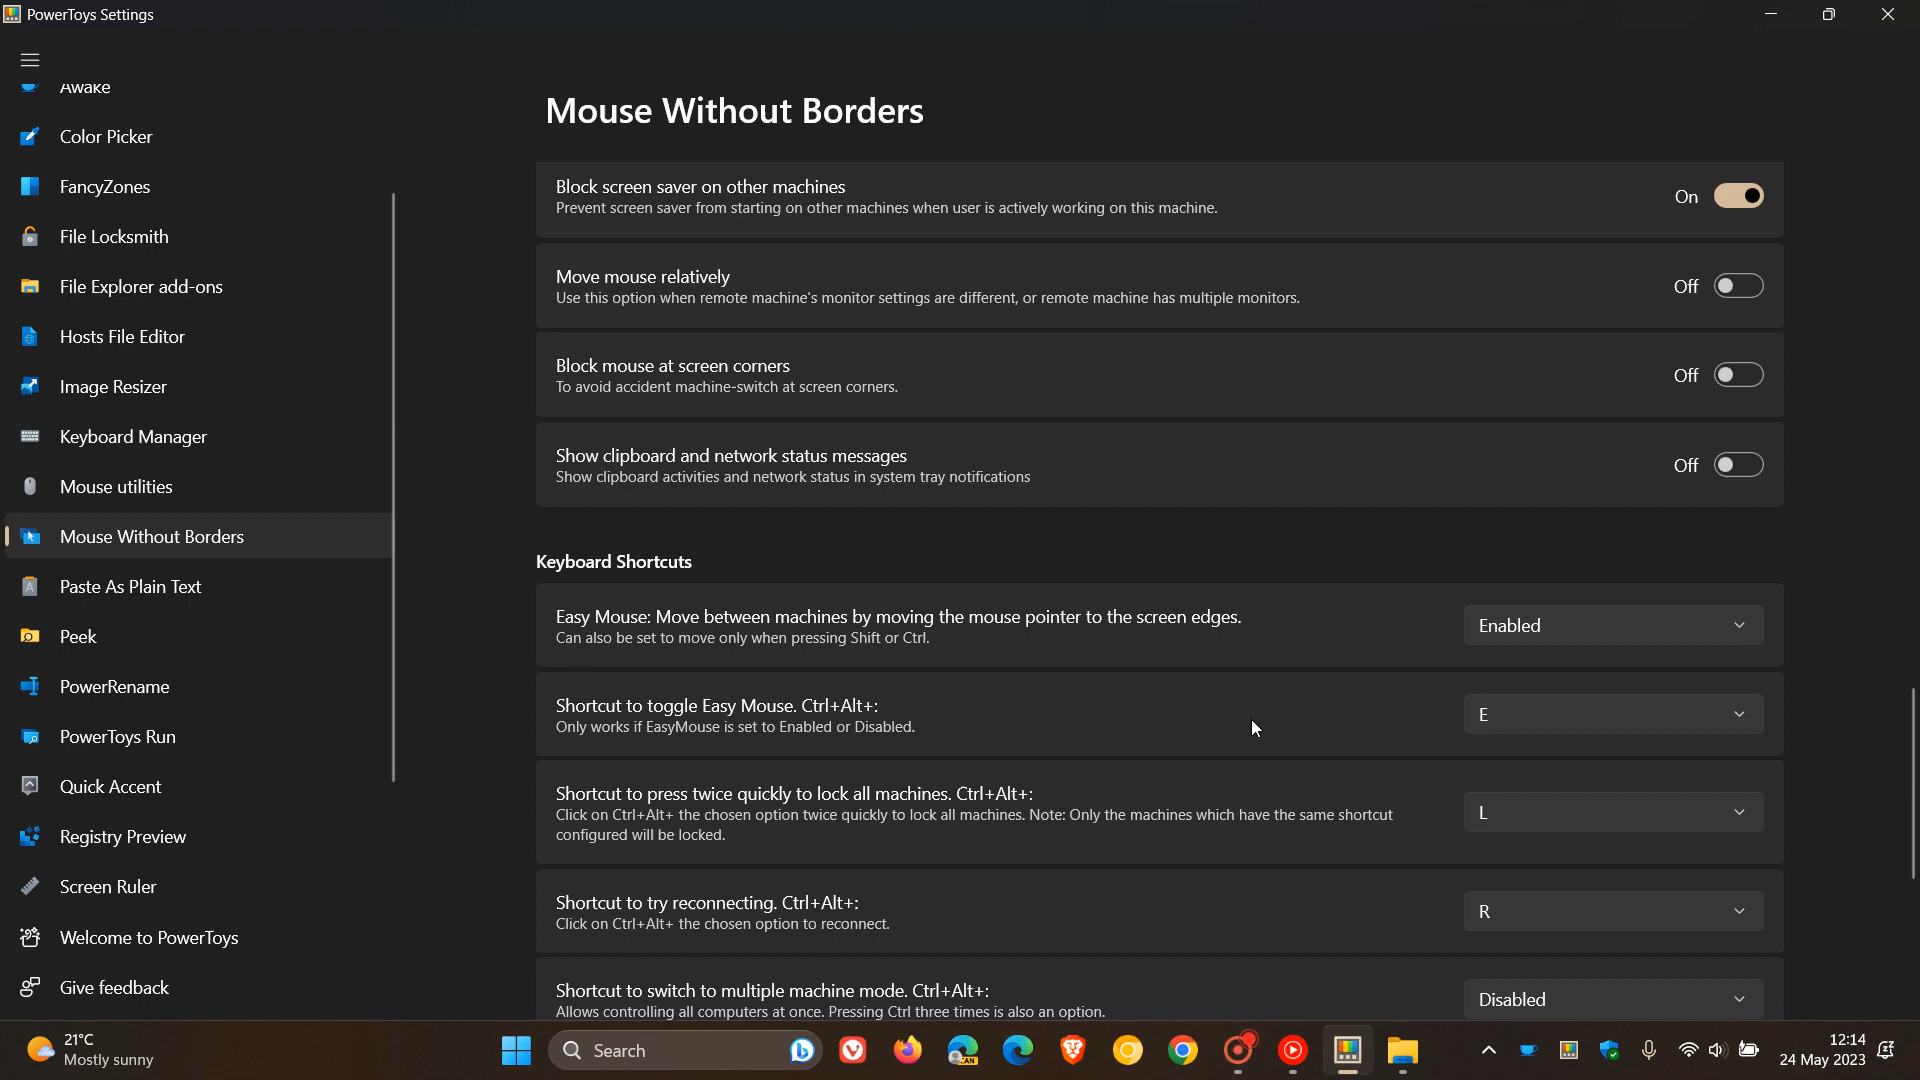 PowerToys Settings
Awake
Color Picker
FancyZones
File Locksmith
File Explorer add-ons
Hosts File Editor
Image Resizer
Keyboard Manager
Mouse utilities
Mouse Without Borders
Paste As Plain Text
Peek
PowerRename
PowerToys Run
Quick Accent
Registry Preview
Screen Ruler
Welcome to PowerToys
Give feedback
Mouse Without Borders
Block screen saver on other machines
Prevent screen saver from starting on other machines when user is actively working on this machine.
On
Move mouse relatively
Use this option when remote machine's monitor settings are different, or remote machine has multiple monitors.
Off
Block mouse at screen corners
To avoid accident machine-switch at screen corners.
Off
Show clipboard and network status messages
Show clipboard activities and network status in system tray notifications
Off
Keyboard Shortcuts
Easy Mouse: Move between machines by moving the mouse pointer to the screen edges.
Can also be set to move only when pressing Shift or Ctrl.
Enabled
Shortcut to toggle Easy Mouse. Ctrl+Alt+:
Only works if EasyMouse is set to Enabled or Disabled.
E
Shortcut to press twice quickly to lock all machines. Ctrl+Alt+:
Click on Ctrl+Alt+ the chosen option twice quickly to lock all machines. Note: Only the machines which have the same shortcut
configured will be locked.
L
Shortcut to try reconnecting. Ctrl+Alt+:
Click on Ctrl+Alt+ the chosen option to reconnect.
R
Shortcut to switch to multiple machine mode. Ctrl+Alt+:
Allows controlling all computers at once. Pressing Ctrl three times is also an option.
Disabled
21°C
Mostly sunny
Search
CAN
12:14
24 May 2023